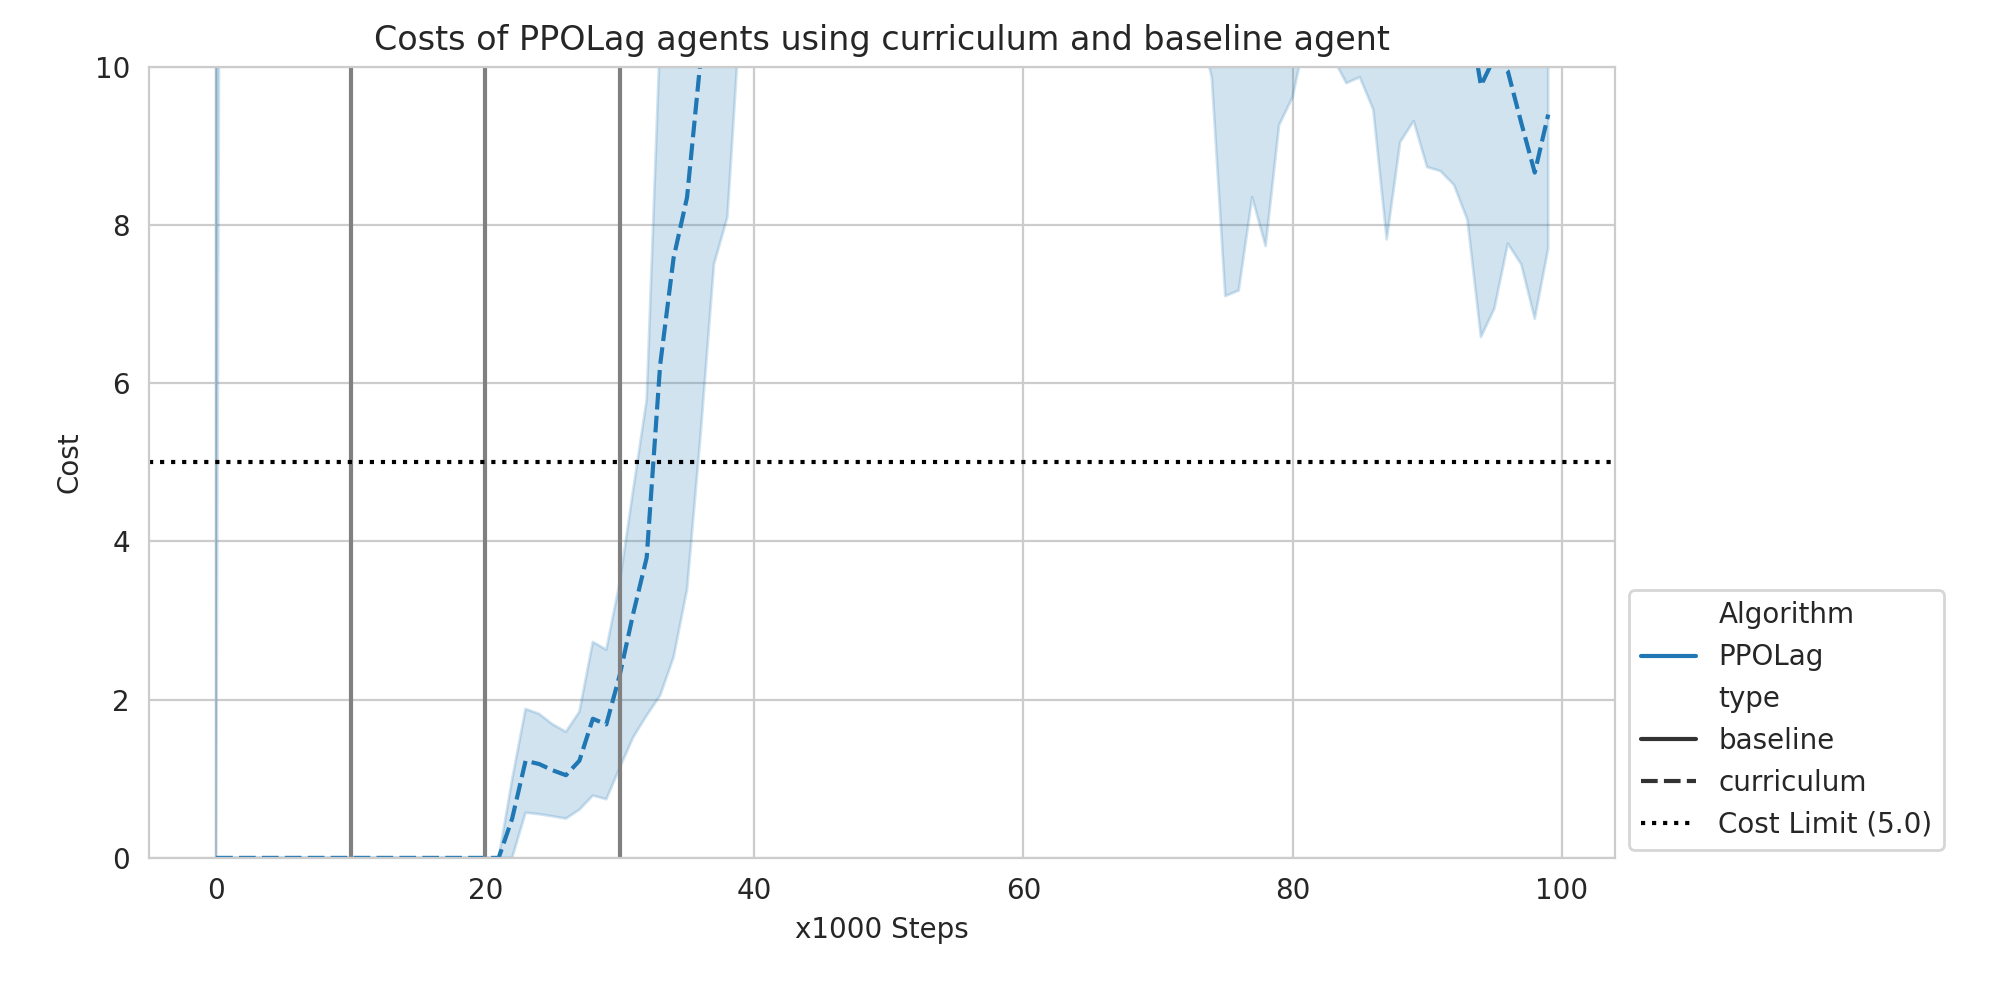 Costs of PPOLag agents using curriculum and baseline agent
10
8
6
4
2
0
Cost
0 20 40 60 80 100
x1000 Steps
Algorithm
PPOLag
type
baseline
curriculum
Cost Limit (5.0)